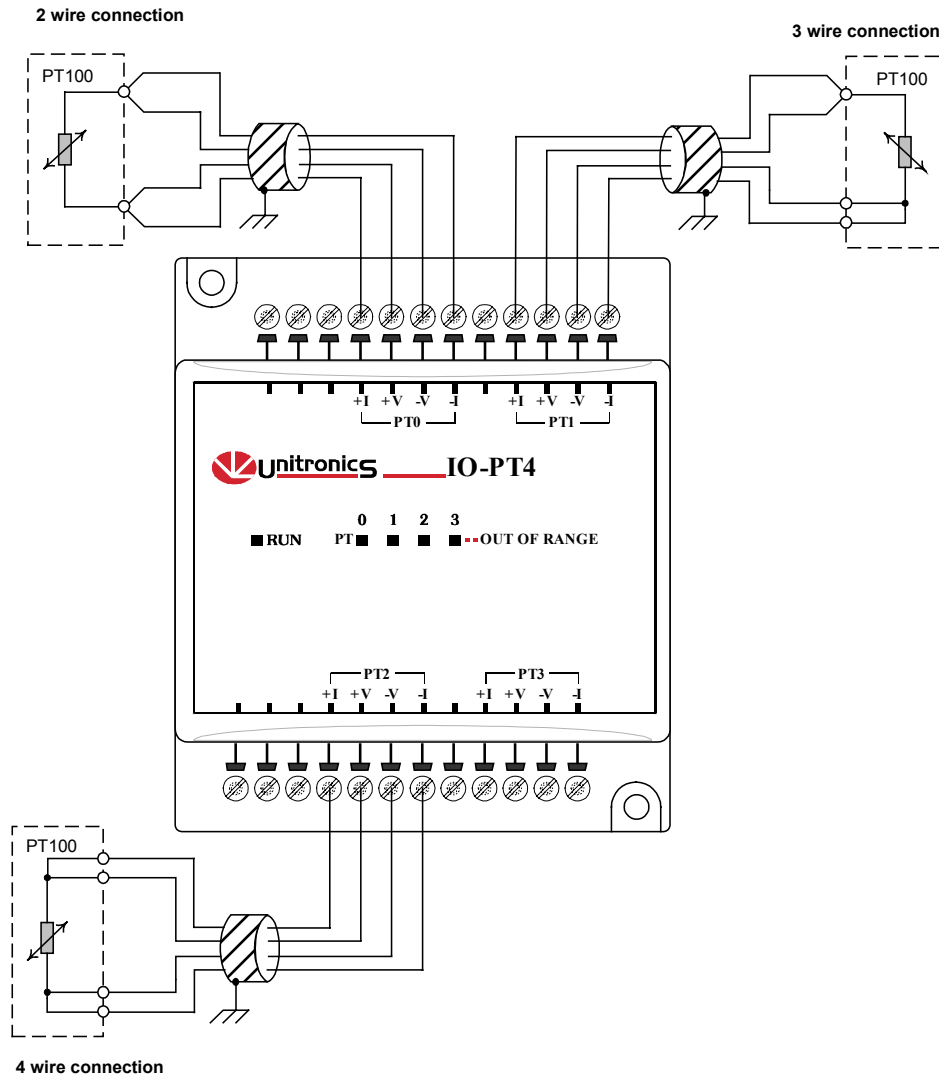 2 wire connection
3 wire connection
PT100
PT100
+I +V -V -I
+I +V -V -I
PT0
PT1
Unitronics
IO-PT4
0 1 2 3
RUN
PT
OUT OF RANGE
PT2
PT3
+I +V -V -I
+I +V -V -I
PT100
4 wire connection